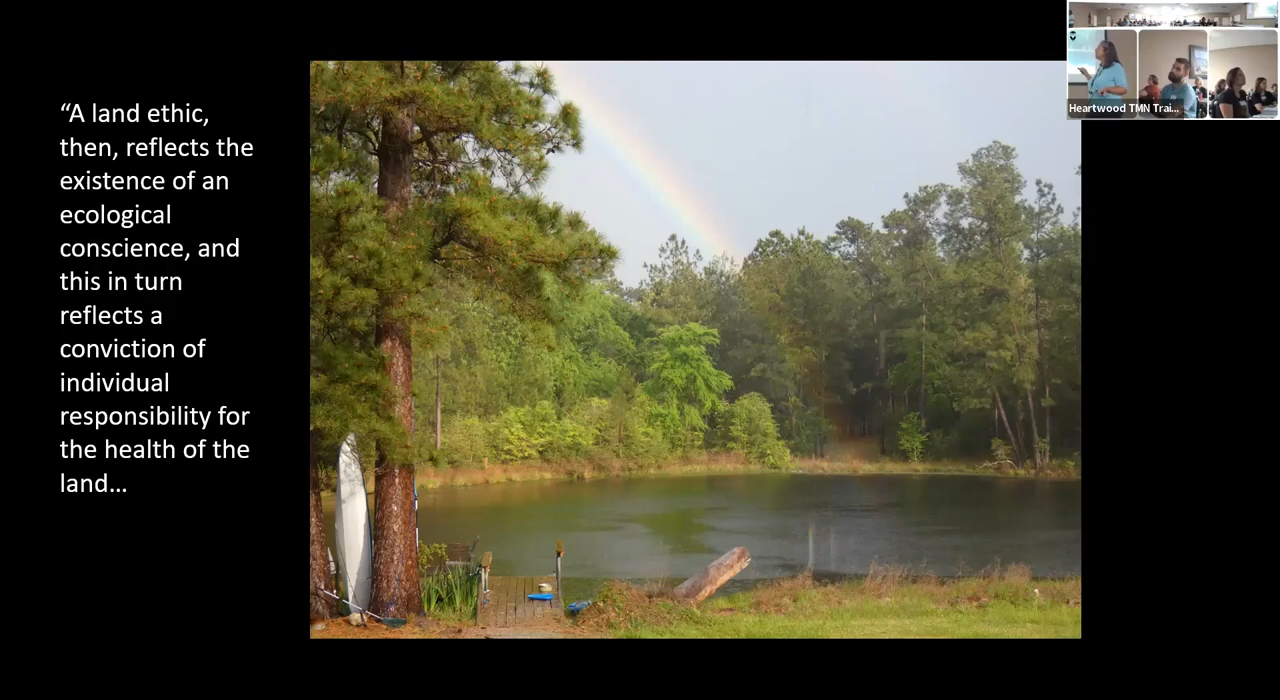 “A land ethic,
then, reflects the
existence of an
ecological
conscience, and
this in turn
reflects a
conviction of
individual
responsibility for
the health of the
land…
Heartwood TMN Trai...